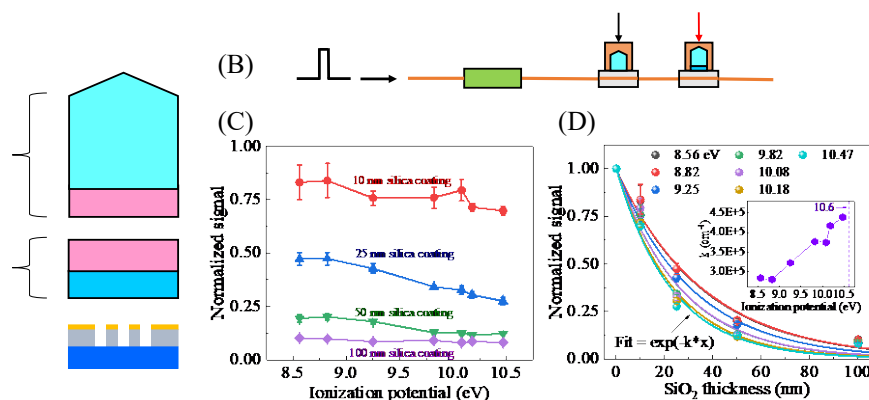 (B)
(C)
1.00
0.75
0.50
0.25
0.00
Normalized signal
10 nm silica coating
25 nm silica coating
50 nm silica coating
100 nm silica coating
8.5 9.0 9.5 10.0 10.5
Ionization potential (eV)
(D)
1.00
0.75
0.50
0.25
0.00
Normalized signal
8.56 eV 9.82 10.47
8.82 10.08
9.25 10.18
10.6
4.5E+5
4.0E+5
3.5E+5
3.0E+5
k (cm⁻¹)
8.5 9.0 9.5 10.0 10.5
Ionization potential (eV)
Fit = exp(-k*x)
0 20 40 60 80 100
SiO₂ thickness (nm)